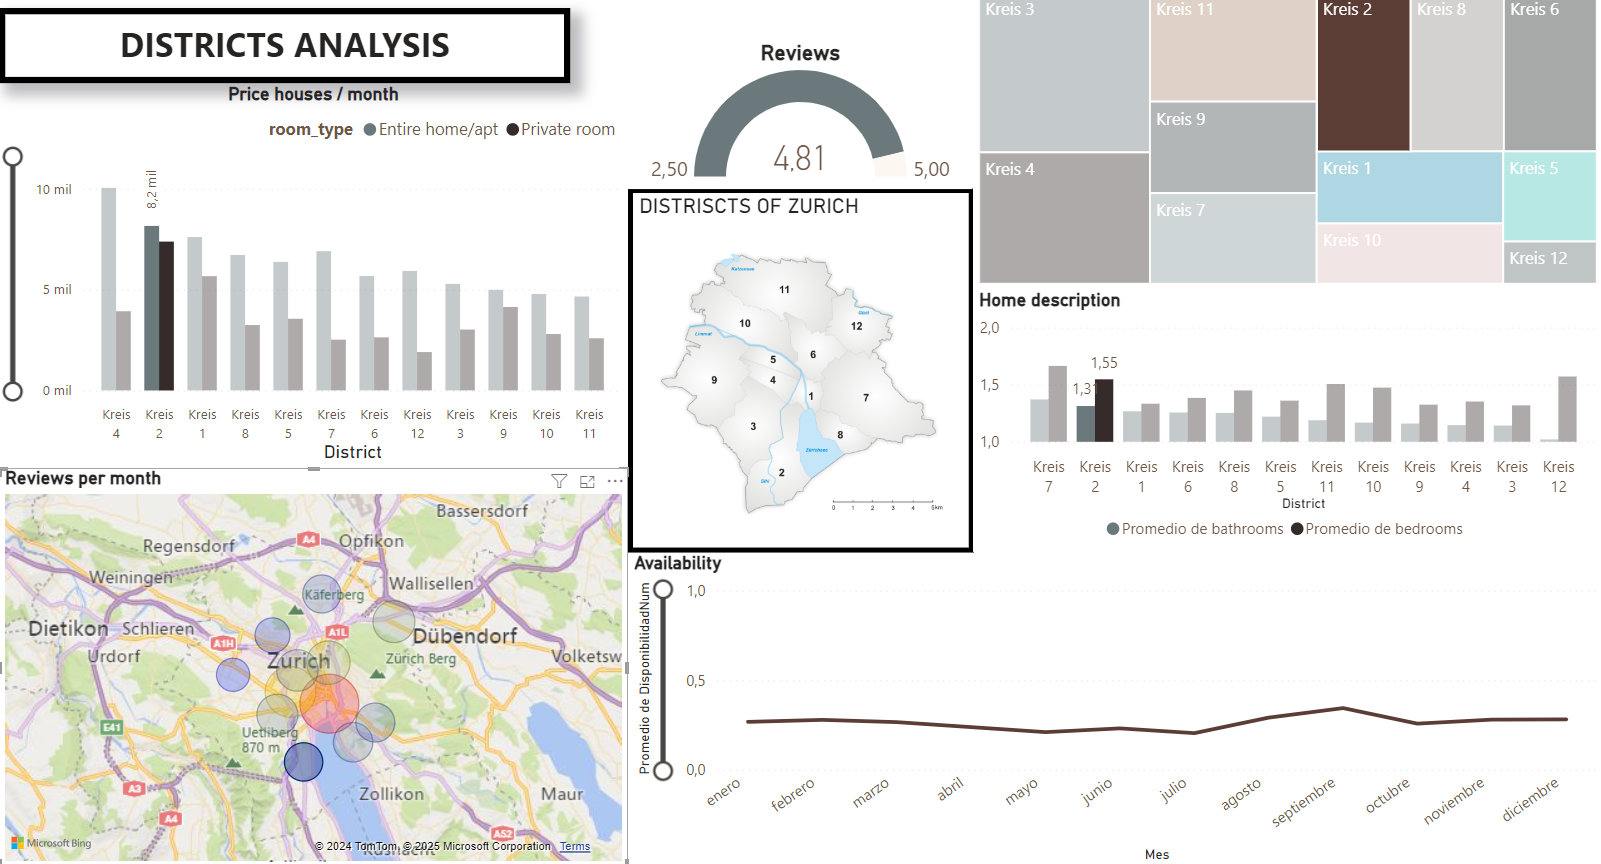 DISTRICTS ANALYSIS
Price houses / month
room_type Entire home/apt Private room
10 mil
5 mil
0 mil
8,2 mil
Kreis 4 Kreis 2 Kreis 1 Kreis 8 Kreis 5 Kreis 7 Kreis 6 Kreis 12 Kreis 3 Kreis 9 Kreis 10 Kreis 11
District
Reviews
2,50 4,81 5,00
DISTRISCTS OF ZURICH
11
10
12
6
5
4
9
1
7
3
8
2
Limmat
Zürichsee
Sihl
0 1 2 3 4 5km
Kreis 3
Kreis 11
Kreis 2
Kreis 8
Kreis 6
Kreis 9
Kreis 4
Kreis 1
Kreis 5
Kreis 7
Kreis 10
Kreis 12
Home description
2,0
1,5
1,0
1,31
1,55
Kreis 7 Kreis 2 Kreis 1 Kreis 6 Kreis 8 Kreis 5 Kreis 11 Kreis 10 Kreis 9 Kreis 4 Kreis 3 Kreis 12
District
Promedio de bathrooms Promedio de bedrooms
Reviews per month
Bassersdorf
Regensdorf
A4
Opfikon
Weiningen
Wallisellen
Käferberg
Dietikon
Schlieren
A1H
A1L
Dübendorf
Urdorf
Zurich
Zürich Berg
Volketsw
E41
Uetliberg
870 m
A3
Zollikon
Maur
A4
A52
Microsoft Bing
© 2024 TomTom, © 2025 Microsoft Corporation Terms
Availability
Promedio de DisponibilidadNum
1,0
0,5
0,0
enero febrero marzo abril mayo junio julio agosto septiembre octubre noviembre diciembre
Mes